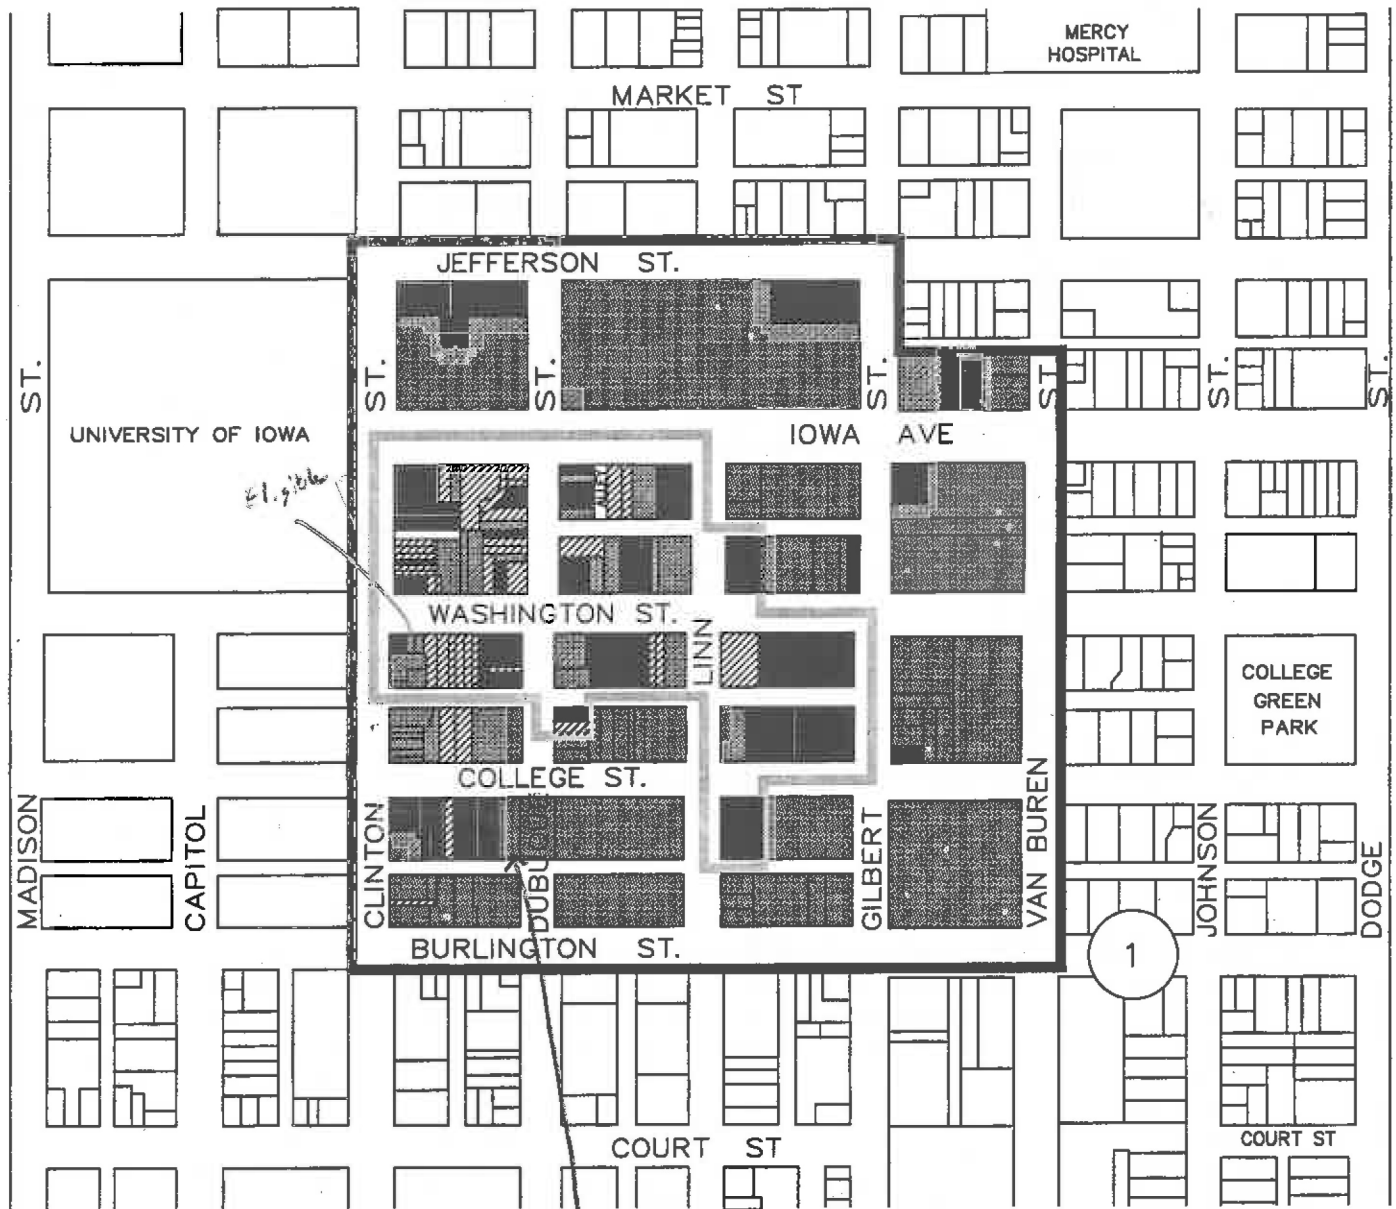 MERCY
HOSPITAL
MARKET ST
JEFFERSON ST.
ST.
ST.
ST.
ST.
ST.
ST.
ST.
UNIVERSITY OF IOWA
IOWA AVE
Eligible
WASHINGTON ST.
LINN
COLLEGE
GREEN
PARK
COLLEGE ST.
MADISON
CAPITOL
CLINTON
DUBUQUE
GILBERT
VAN BUREN
JOHNSON
DODGE
BURLINGTON ST.
1
COURT ST
COURT ST